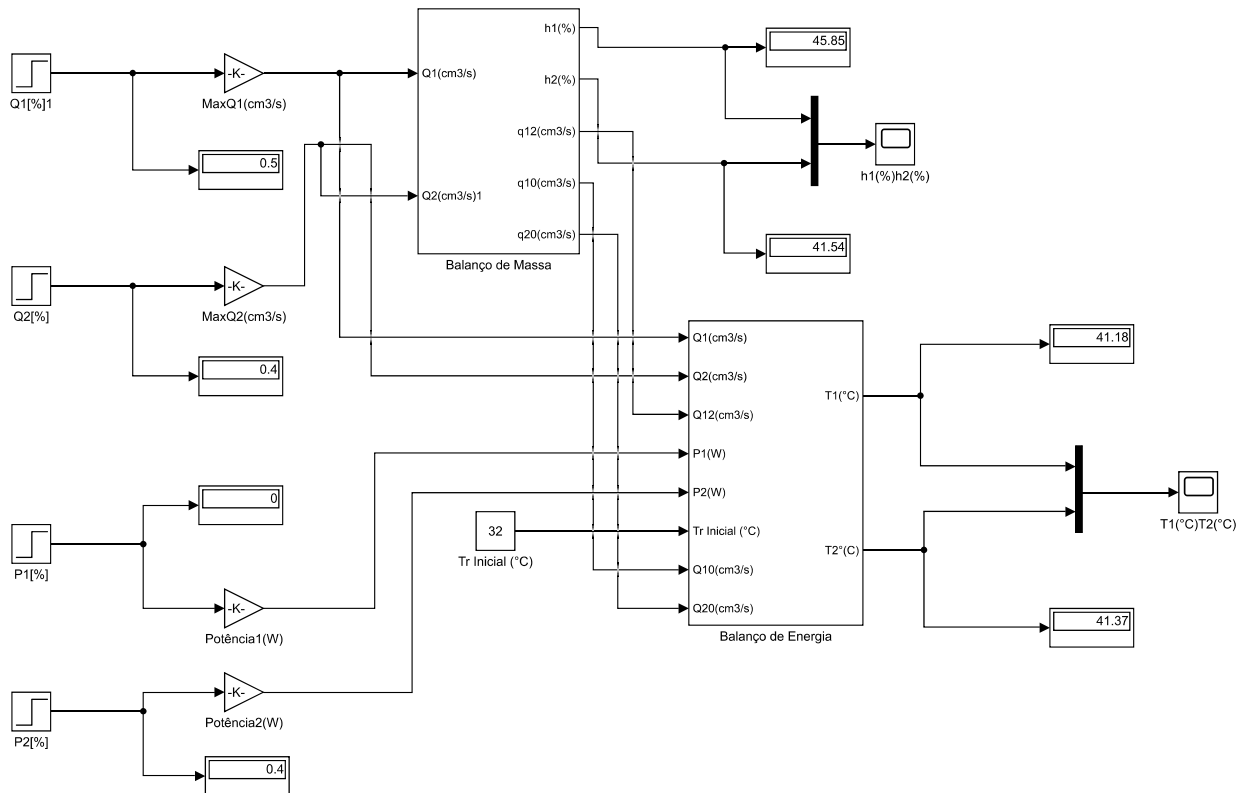 h1(%)
45.85
Q1(cm3/s)
-K-
Q1[%]1
MaxQ1(cm3/s)
h2(%)
q12(cm3/s)
0.5
h1(%)h2(%)
q10(cm3/s)
Q2(cm3/s)1
q20(cm3/s)
41.54
Balanço de Massa
-K-
Q2[%]
MaxQ2(cm3/s)
Q1(cm3/s)
41.18
0.4
Q2(cm3/s)
T1(°C)
Q12(cm3/s)
P1(W)
0
P2(W)
32
Tr Inicial (°C)
Tr Inicial (°C)
T1(°C)T2(°C)
T2°(C)
P1[%]
Q10(cm3/s)
-K-
Q20(cm3/s)
41.37
Potência1(W)
Balanço de Energia
-K-
Potência2(W)
P2[%]
0.4